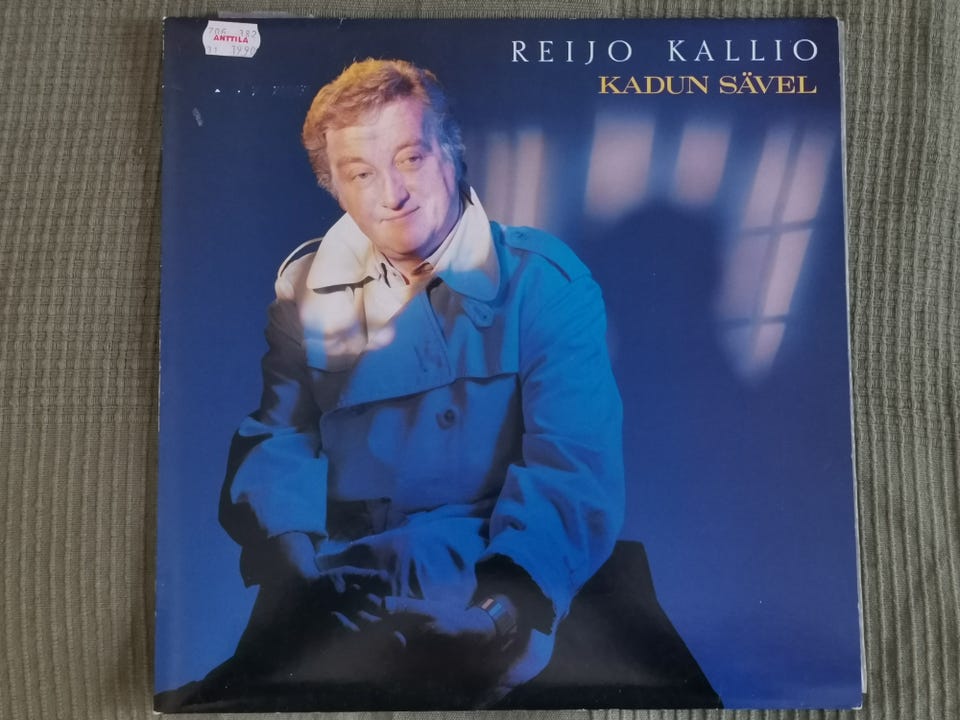 ANTTILA
REIJO KALLIO
KADUN SÄVEL